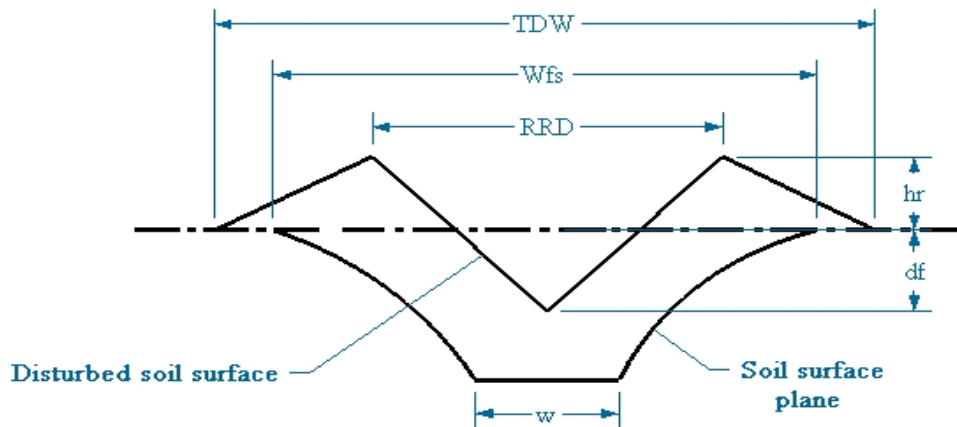 TDW
Wfs
RRD
hr
df
Disturbed soil surface
Soil surface
plane
w